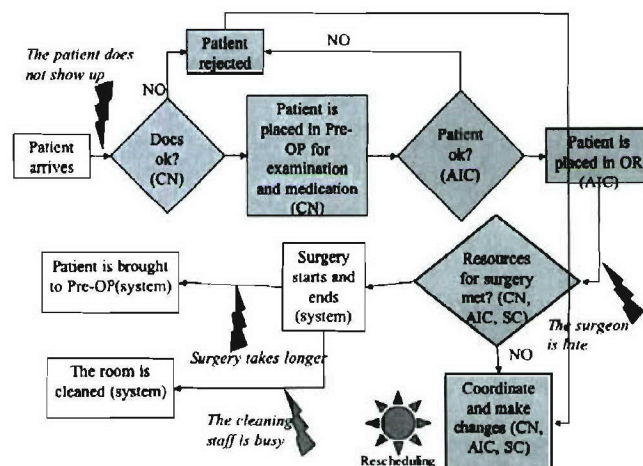 The patient does
not show up
Patient
rejected
NO
NO
Patient
arrives
Does
ok?
(CN)
Patient is
placed in Pre-
OP for
examination
and medication
(CN)
Patient
ok?
(AIC)
Patient is
placed in OR
(AIC)
Patient is brought
to Pre-OP(system)
Surgery
starts and
ends
(system)
Resources
for surgery
met? (CN,
AIC, SC)
The surgeon
is late
Surgery takes longer
NO
The room is
cleaned (system)
The cleaning
staff is busy
Coordinate
and make
changes (CN,
AIC, SC)
Rescheduling